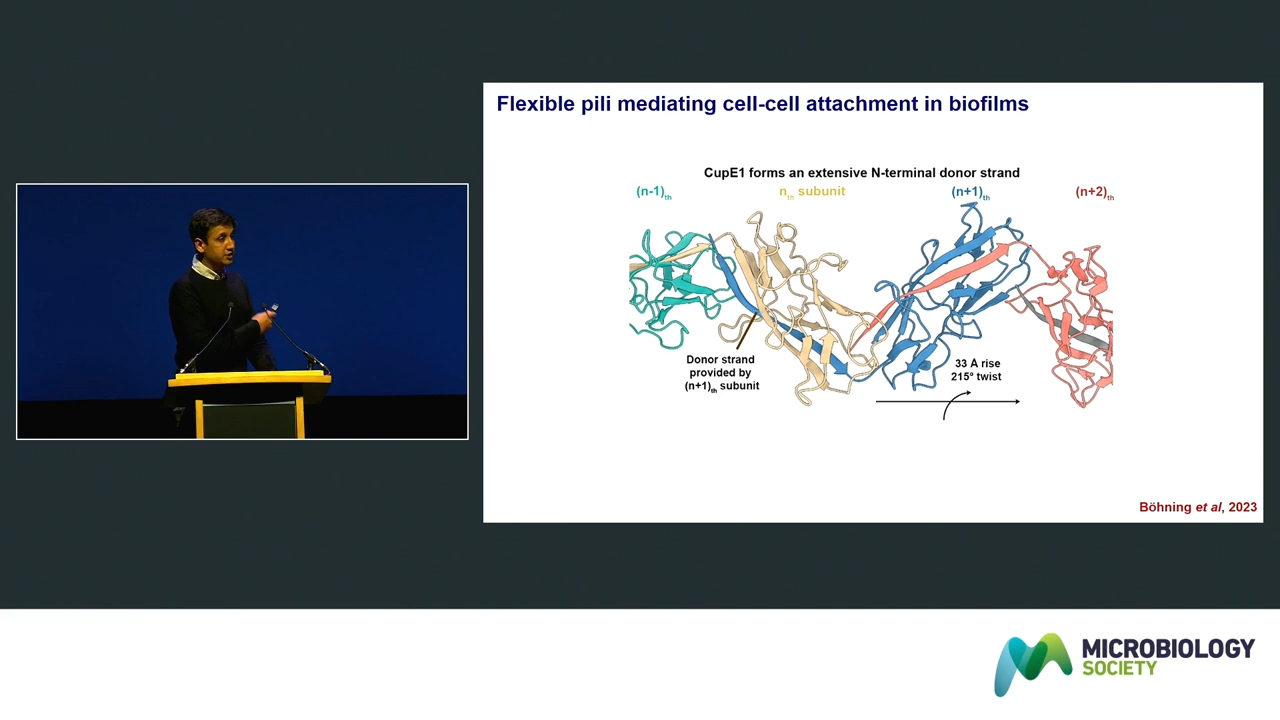 Flexible pili mediating cell-cell attachment in biofilms
CupE1 forms an extensive N-terminal donor strand
(n-1)th
nth subunit
(n+1)th
(n+2)th
Donor strand
provided by
(n+1)th subunit
33 Å rise
215° twist
Böhning et al, 2023
MICROBIOLOGY
SOCIETY